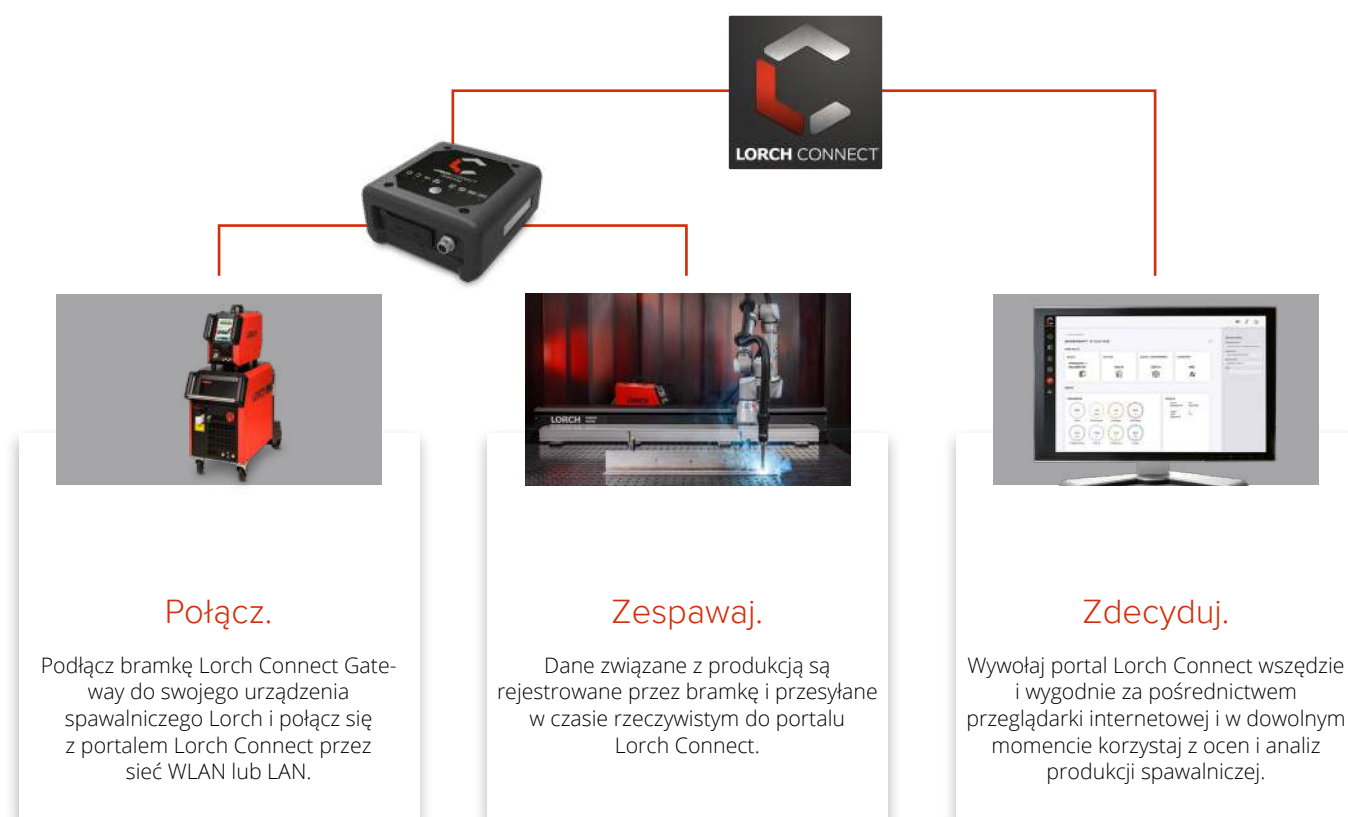 LORCH CONNECT
LORCH
Połącz.
Podłącz bramkę Lorch Connect Gate-
way do swojego urządzenia
spawalniczego Lorch i połącz się
z portalem Lorch Connect przez
sieć WLAN lub LAN.
Zespawaj.
Dane związane z produkcją są
rejestrowane przez bramkę i przesyłane
w czasie rzeczywistym do portalu
Lorch Connect.
Zdecyduj.
Wywołaj portal Lorch Connect wszędzie
i wygodnie za pośrednictwem
przeglądarki internetowej i w dowolnym
momencie korzystaj z ocen i analiz
produkcji spawalniczej.